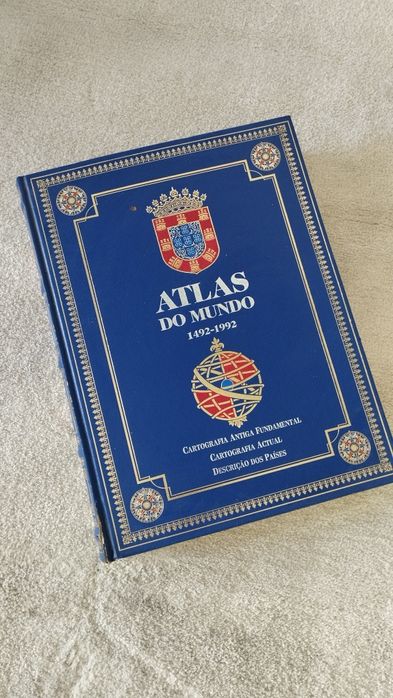 ATLAS
DO MUNDO
1492-1992
CARTOGRAFIA ANTIGA FUNDAMENTAL
CARTOGRAFIA ACTUAL
DESCRIÇÃO DOS PAÍSES